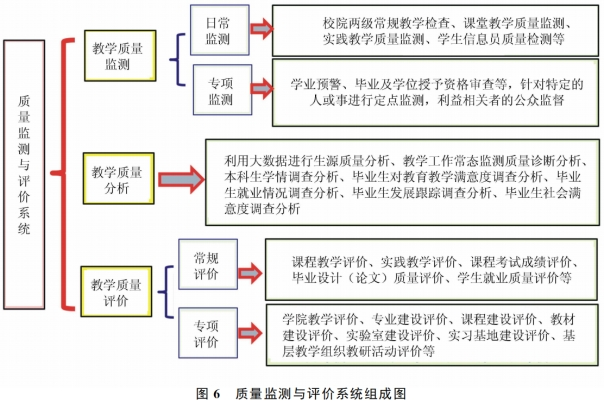 质量监测与评价系统
教学质量
监测
日常
监测
校院两级常规教学检查、课堂教学质量监测、
实践教学质量监测、学生信息员质量检测等
专项
监测
学业预警、毕业及学位授予资格审查等，针对特定的
人或事进行定点监测，利益相关者的公众监督
教学质量
分析
利用大数据进行生源质量分析、教学工作常态监测质量诊断分析、
本科生学情调查分析、毕业生对教育教学满意度调查分析、毕业
生就业情况调查分析、毕业生发展跟踪调查分析、毕业生社会满
意度调查分析
教学质量
评价
常规
评价
课程教学评价、实践教学评价、课程考试成绩评价、
毕业设计（论文）质量评价、学生就业质量评价等
专项
评价
学院教学评价、专业建设评价、课程建设评价、教材
建设评价、实验室建设评价、实习基地建设评价、基
层教学组织教研活动评价等
图 6 质量监测与评价系统组成图